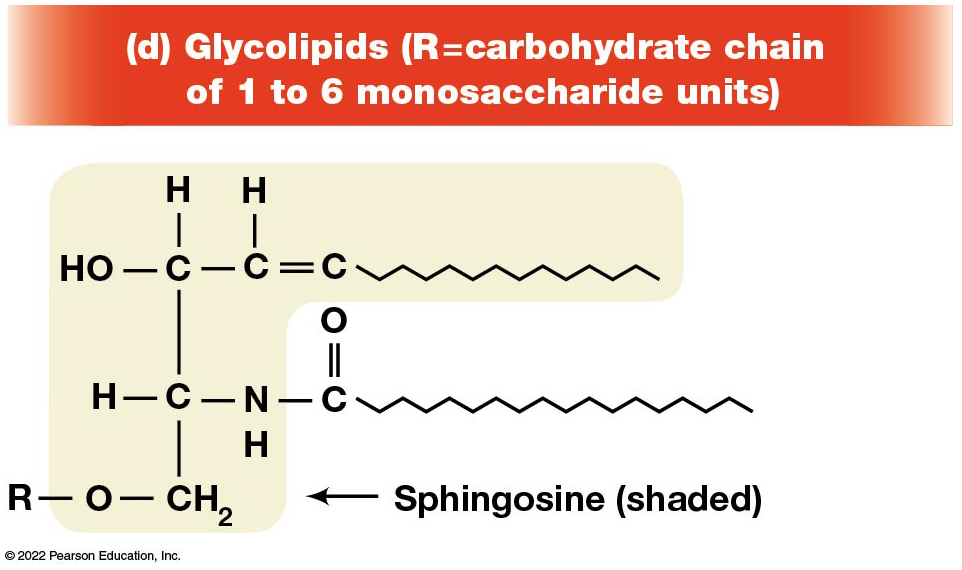 (d) Glycolipids (R=carbohydrate chain
of 1 to 6 monosaccharide units)
H H
HO — C — C = C
O
H — C — N — C
H
R — O — CH₂
Sphingosine (shaded)
© 2022 Pearson Education, Inc.